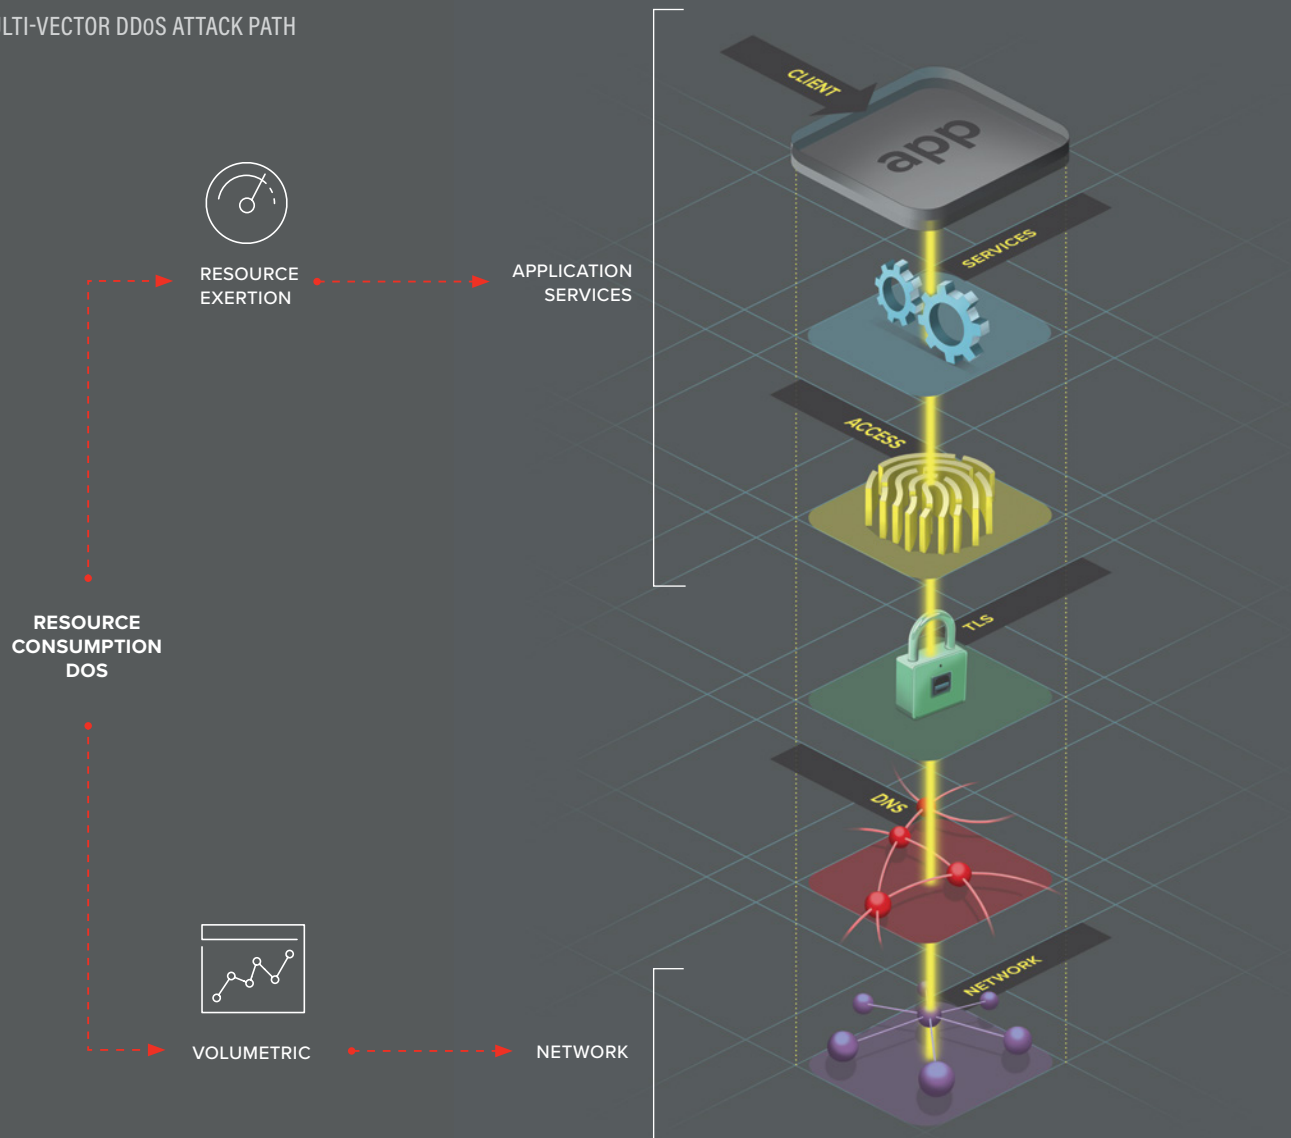 ULTI-VECTOR DDoS ATTACK PATH
CLIENT
app
SERVICES
RESOURCE
EXERTION
APPLICATION
SERVICES
ACCESS
RESOURCE
CONSUMPTION
DOS
TLS
DNS
NETWORK
VOLUMETRIC
NETWORK